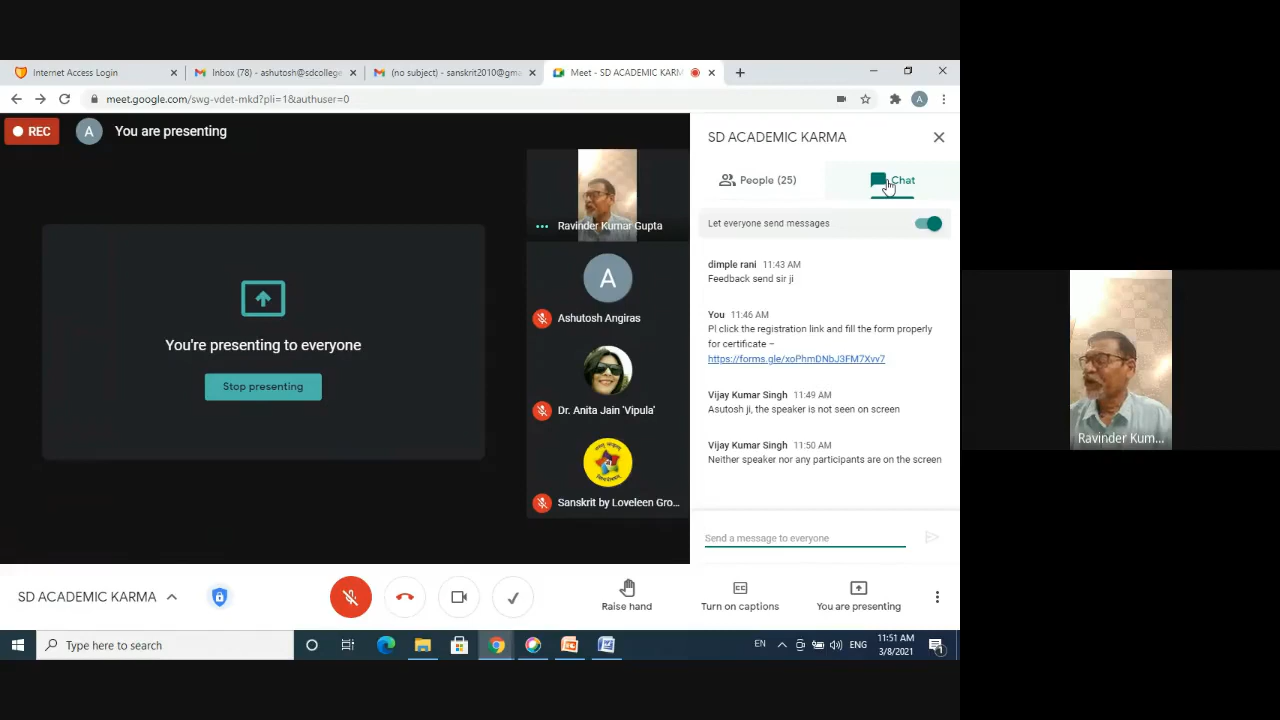 Internet Access Login
Inbox (78) - ashutosh@sdcollege
(no subject) - sanskrit2010@gma
Meet - SD ACADEMIC KARM
meet.google.com/swg-vdet-mkd?pli=1&authuser=0
A
REC
A
You are presenting
You're presenting to everyone
Stop presenting
Ravinder Kumar Gupta
A
Ashutosh Angiras
Dr. Anita Jain 'Vipula'
Sanskrit by Loveleen Gro...
SD ACADEMIC KARMA
People (25)
Chat
Let everyone send messages
dimple rani 11:43 AM
Feedback send sir ji
You 11:46 AM
Pl click the registration link and fill the form properly
for certificate –
https://forms.gle/xoPhmDNbJ3FM7Xvv7
Vijay Kumar Singh 11:49 AM
Asutosh ji, the speaker is not seen on screen
Vijay Kumar Singh 11:50 AM
Neither speaker nor any participants are on the screen
Send a message to everyone
SD ACADEMIC KARMA
Raise hand
CC
Turn on captions
You are presenting
Type here to search
EN
ENG
11:51 AM
3/8/2021
1
Ravinder Kum...